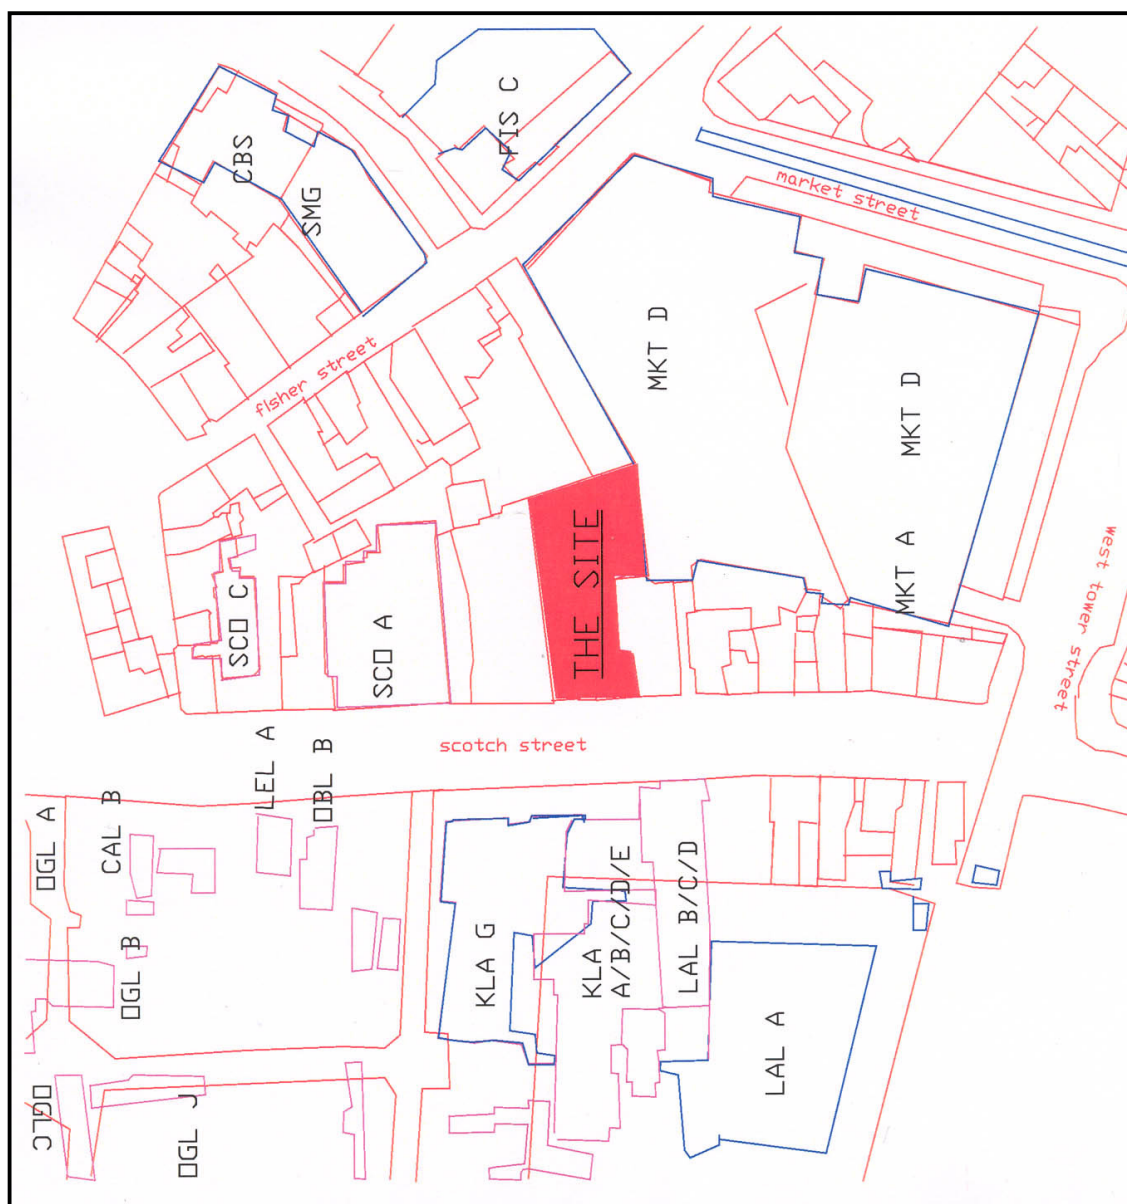 FIS C
CBS
SMG
market street
MKT D
fisher street
MKT D
THE SITE
MKT A
west tower street
SCO C
SCO A
scotch street
LEL A
OBL B
CAL B
OGL A
OGL B
KLA G
KLA
A/B/C/D/E
LAL B/C/D
LAL A
OGLC
OGL J